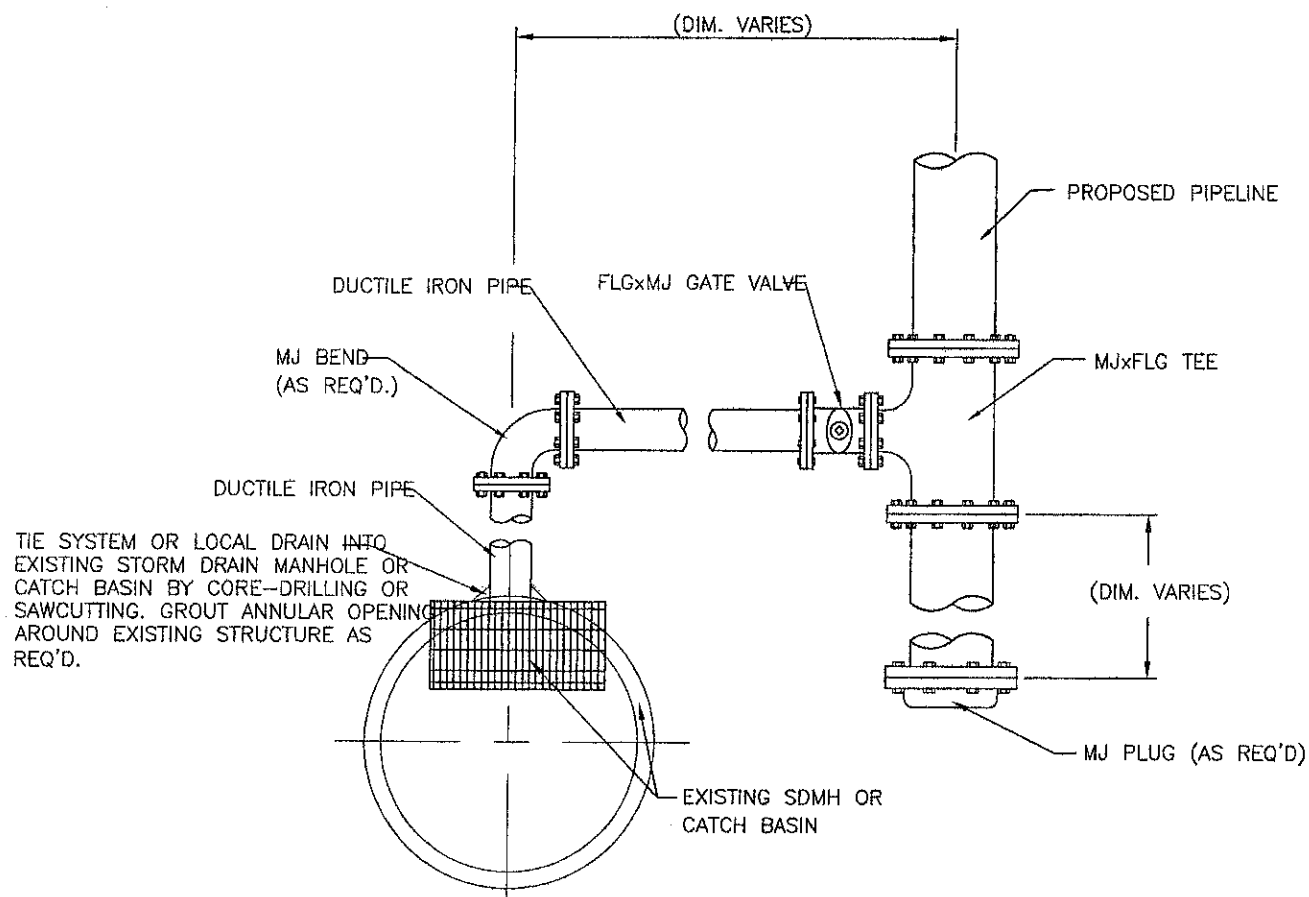 (DIM. VARIES)
PROPOSED PIPELINE
DUCTILE IRON PIPE
FLGxMJ GATE VALVE
MJ BEND
(AS REQ'D.)
MJxFLG TEE
DUCTILE IRON PIPE
TIE SYSTEM OR LOCAL DRAIN INTO
EXISTING STORM DRAIN MANHOLE OR
CATCH BASIN BY CORE-DRILLING OR
SAWCUTTING. GROUT ANNULAR OPENING
AROUND EXISTING STRUCTURE AS
REQ'D.
(DIM. VARIES)
MJ PLUG (AS REQ'D)
EXISTING SDMH OR
CATCH BASIN